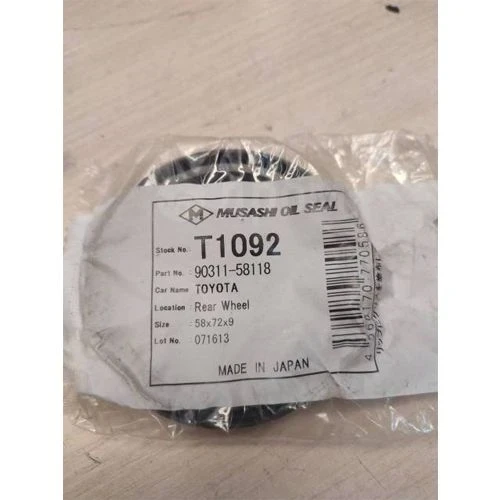 M MUSASHI OIL SEAL
Stock No. T1092
Part No. 90311-58118
Car Name TOYOTA
Location Rear Wheel
Size 58x72x9
Lot No. 071613
MADE IN JAPAN